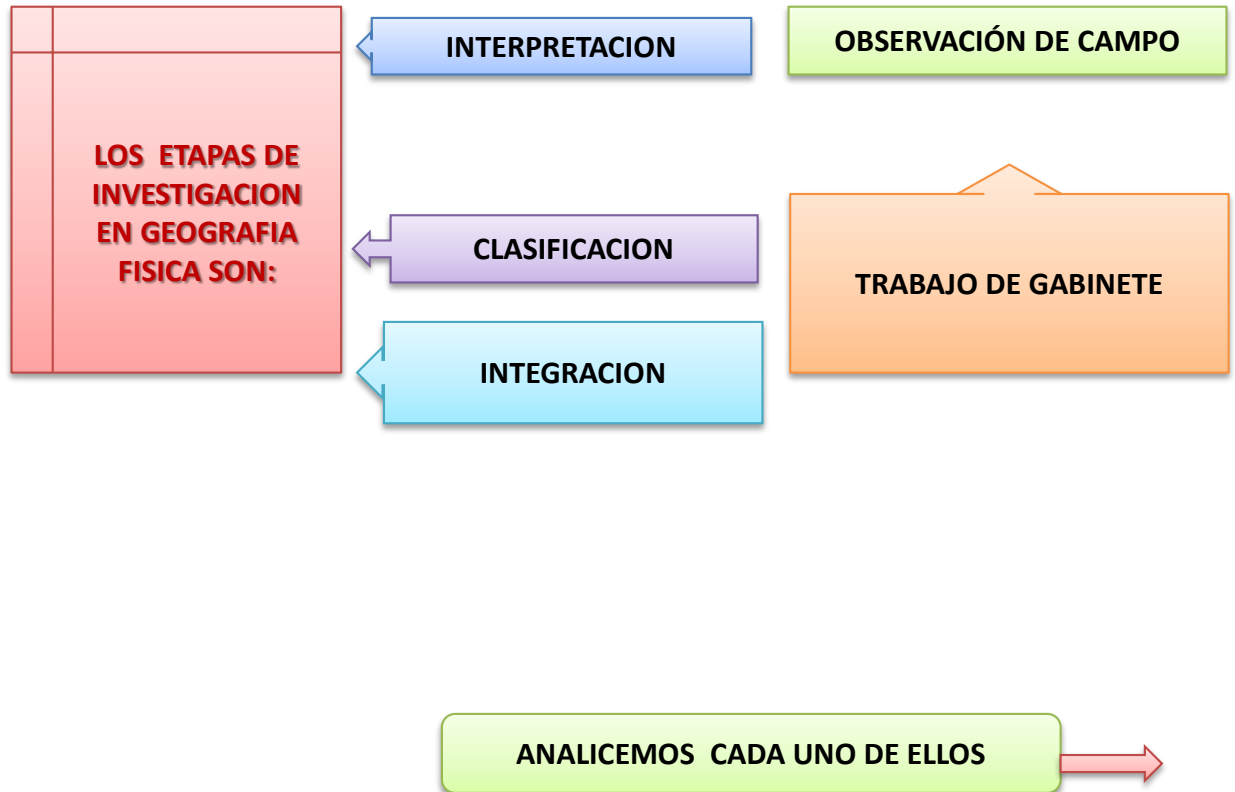 LOS ETAPAS DE
INVESTIGACION
EN GEOGRAFIA
FISICA SON:
INTERPRETACION
CLASIFICACION
INTEGRACION
OBSERVACIÓN DE CAMPO
TRABAJO DE GABINETE
ANALICEMOS CADA UNO DE ELLOS